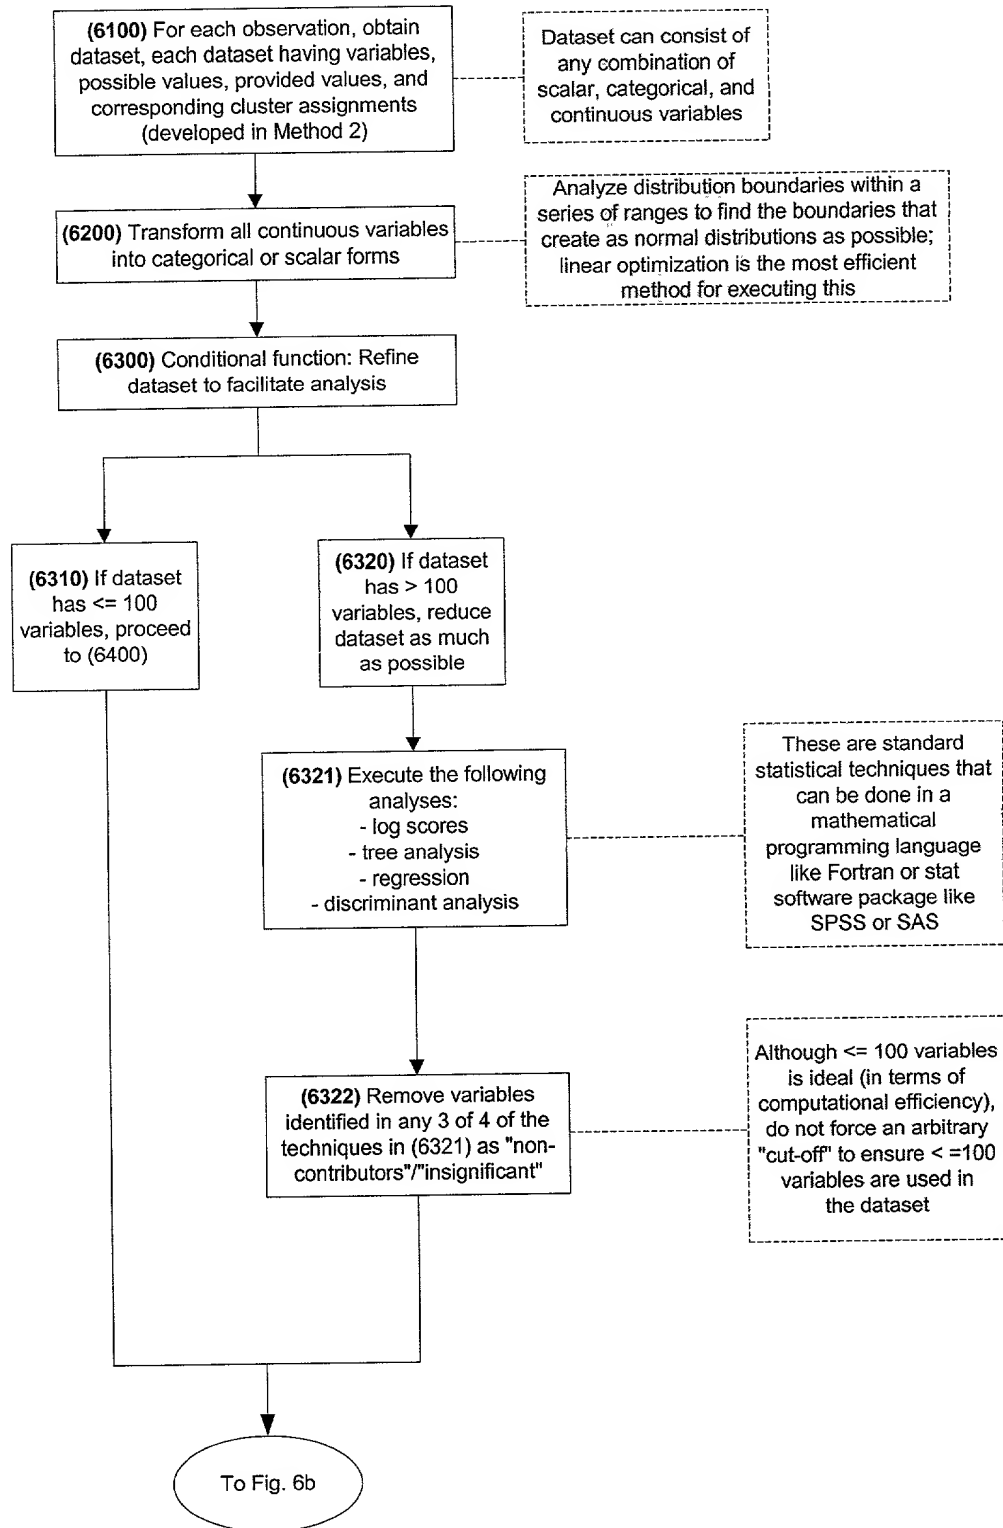 (6100) For each observation, obtain
dataset, each dataset having variables,
possible values, provided values, and
corresponding cluster assignments
(developed in Method 2)
Dataset can consist of
any combination of
scalar, categorical, and
continuous variables
(6200) Transform all continuous variables
into categorical or scalar forms
Analyze distribution boundaries within a
series of ranges to find the boundaries that
create as normal distributions as possible;
linear optimization is the most efficient
method for executing this
(6300) Conditional function: Refine
dataset to facilitate analysis
(6310) If dataset
has <= 100
variables, proceed
to (6400)
(6320) If dataset
has > 100
variables, reduce
dataset as much
as possible
(6321) Execute the following
analyses:
- log scores
- tree analysis
- regression
- discriminant analysis
These are standard
statistical techniques that
can be done in a
mathematical
programming language
like Fortran or stat
software package like
SPSS or SAS
(6322) Remove variables
identified in any 3 of 4 of the
techniques in (6321) as "non-
contributors"/"insignificant"
Although <= 100 variables
is ideal (in terms of
computational efficiency),
do not force an arbitrary
"cut-off" to ensure < =100
variables are used in
the dataset
To Fig. 6b